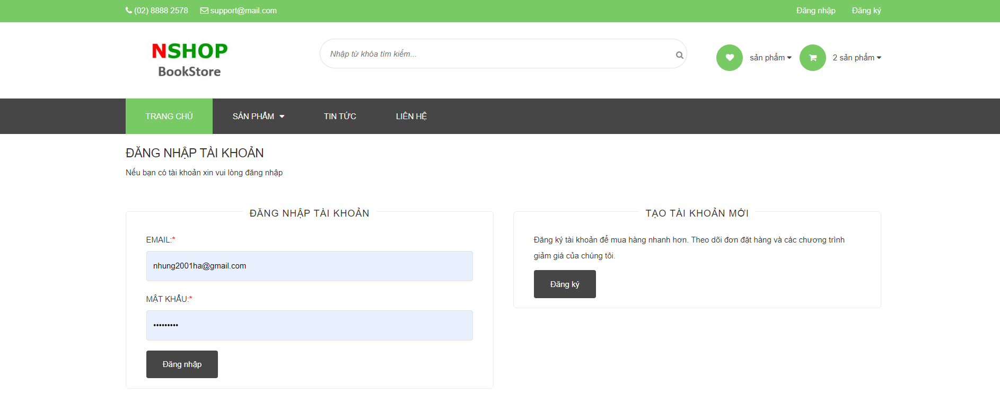 (02) 8888 2578 support@mail.com Đăng nhập Đăng ký
NSHOP
BookStore
Nhập từ khóa tìm kiếm...
sản phẩm 2 sản phẩm
TRANG CHỦ SẢN PHẨM TIN TỨC LIÊN HỆ
ĐĂNG NHẬP TÀI KHOẢN
Nếu bạn có tài khoản xin vui lòng đăng nhập
ĐĂNG NHẬP TÀI KHOẢN
EMAIL:*
nhung2001ha@gmail.com
MẬT KHẨU:*
•••••••••
Đăng nhập
TẠO TÀI KHOẢN MỚI
Đăng ký tài khoản để mua hàng nhanh hơn. Theo dõi đơn đặt hàng và các chương trình
giảm giá của chúng tôi.
Đăng ký